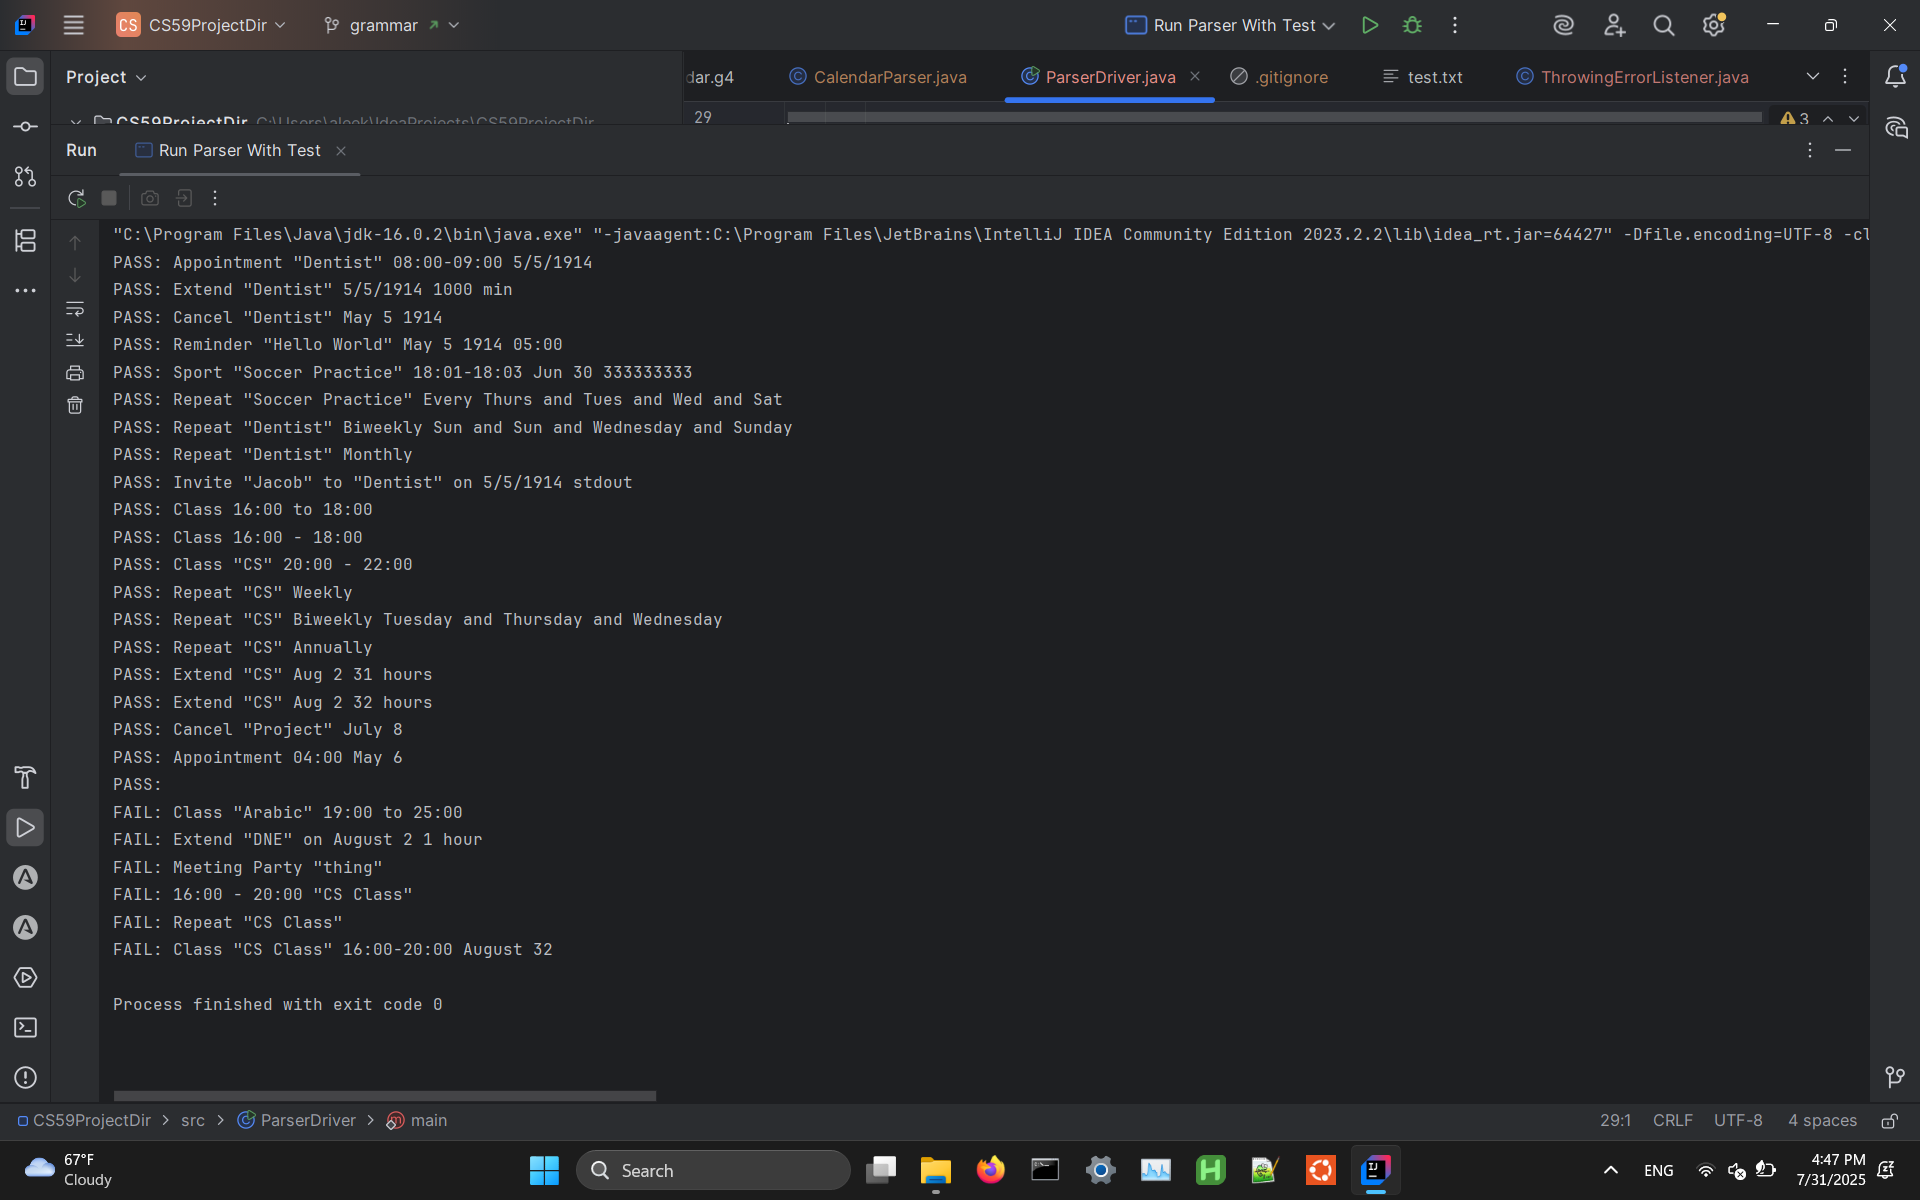 CS CS59ProjectDir grammar Run Parser With Test
Project dar.g4 CalendarParser.java ParserDriver.java .gitignore test.txt ThrowingErrorListener.java
CS59ProjectDir C:\Users\aleek\IdeaProjects\CS59ProjectDir 29 3
Run Run Parser With Test
"C:\Program Files\Java\jdk-16.0.2\bin\java.exe" "-javaagent:C:\Program Files\JetBrains\IntelliJ IDEA Community Edition 2023.2.2\lib\idea_rt.jar=64427" -Dfile.encoding=UTF-8 -cl
PASS: Appointment "Dentist" 08:00-09:00 5/5/1914
PASS: Extend "Dentist" 5/5/1914 1000 min
PASS: Cancel "Dentist" May 5 1914
PASS: Reminder "Hello World" May 5 1914 05:00
PASS: Sport "Soccer Practice" 18:01-18:03 Jun 30 333333333
PASS: Repeat "Soccer Practice" Every Thurs and Tues and Wed and Sat
PASS: Repeat "Dentist" Biweekly Sun and Sun and Wednesday and Sunday
PASS: Repeat "Dentist" Monthly
PASS: Invite "Jacob" to "Dentist" on 5/5/1914 stdout
PASS: Class 16:00 to 18:00
PASS: Class 16:00 - 18:00
PASS: Class "CS" 20:00 - 22:00
PASS: Repeat "CS" Weekly
PASS: Repeat "CS" Biweekly Tuesday and Thursday and Wednesday
PASS: Repeat "CS" Annually
PASS: Extend "CS" Aug 2 31 hours
PASS: Extend "CS" Aug 2 32 hours
PASS: Cancel "Project" July 8
PASS: Appointment 04:00 May 6
PASS:
FAIL: Class "Arabic" 19:00 to 25:00
FAIL: Extend "DNE" on August 2 1 hour
FAIL: Meeting Party "thing"
FAIL: 16:00 - 20:00 "CS Class"
FAIL: Repeat "CS Class"
FAIL: Class "CS Class" 16:00-20:00 August 32
Process finished with exit code 0
CS59ProjectDir > src > ParserDriver > main 29:1 CRLF UTF-8 4 spaces
67°F
Cloudy
Search
ENG
4:47 PM
7/31/2025